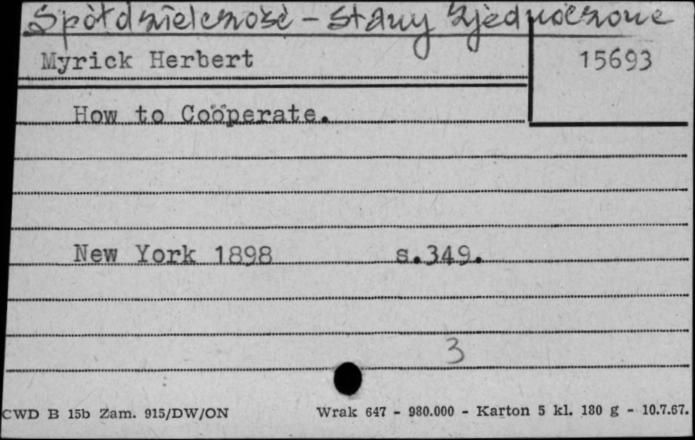 Spółdzielczość - Stany Zjednoczone
Myrick Herbert 15693
How to Coöperate.
New York 1898 s.349.
3
CWD B 15b Zam. 915/DW/ON Wrak 647 - 980.000 - Karton 5 kl. 180 g - 10.7.67.